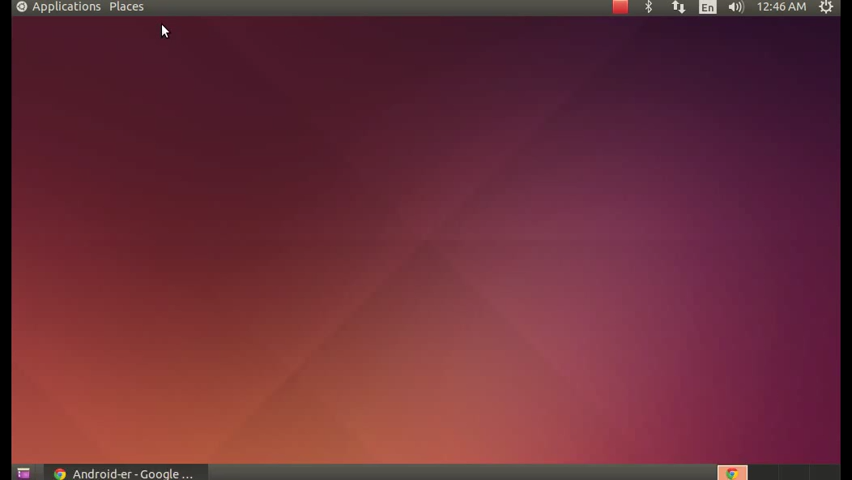 Applications Places
En 12:46 AM
Android-er - Google ...